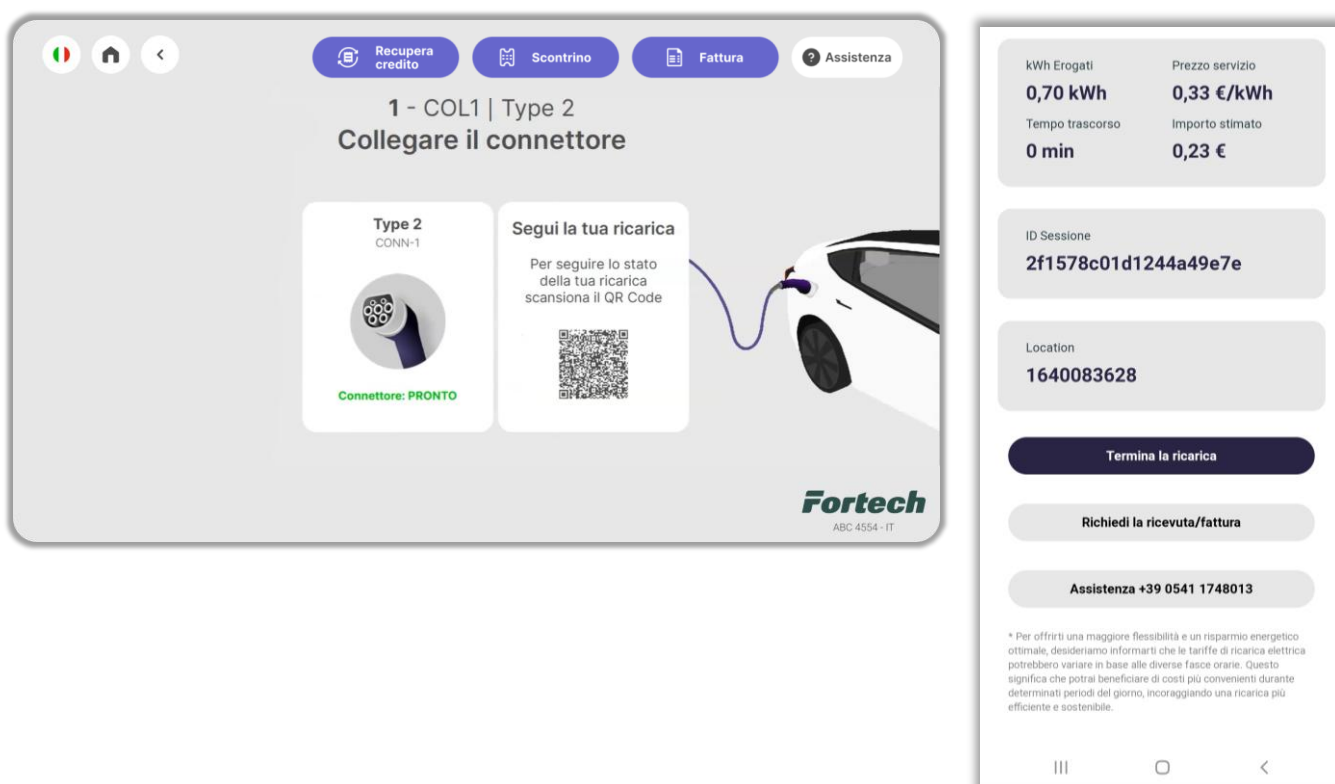 Recupera
credito
Scontrino
Fattura
? Assistenza
1 - COL1 | Type 2
Collegare il connettore
Type 2
CONN-1
Connettore: PRONTO
Segui la tua ricarica
Per seguire lo stato
della tua ricarica
scansiona il QR Code
Fortech
ABC 4554 - IT
kWh Erogati
0,70 kWh
Prezzo servizio
0,33 €/kWh
Tempo trascorso
0 min
Importo stimato
0,23 €
ID Sessione
2f1578c01d1244a49e7e
Location
1640083628
Termina la ricarica
Richiedi la ricevuta/fattura
Assistenza +39 0541 1748013
* Per offrirti una maggiore flessibilità e un risparmio energetico
ottimale, desideriamo informarti che le tariffe di ricarica elettrica
potrebbero variare in base alle diverse fasce orarie. Questo
significa che potrai beneficiare di costi più convenienti durante
determinati periodi del giorno, incoraggiando una ricarica più
efficiente e sostenibile.